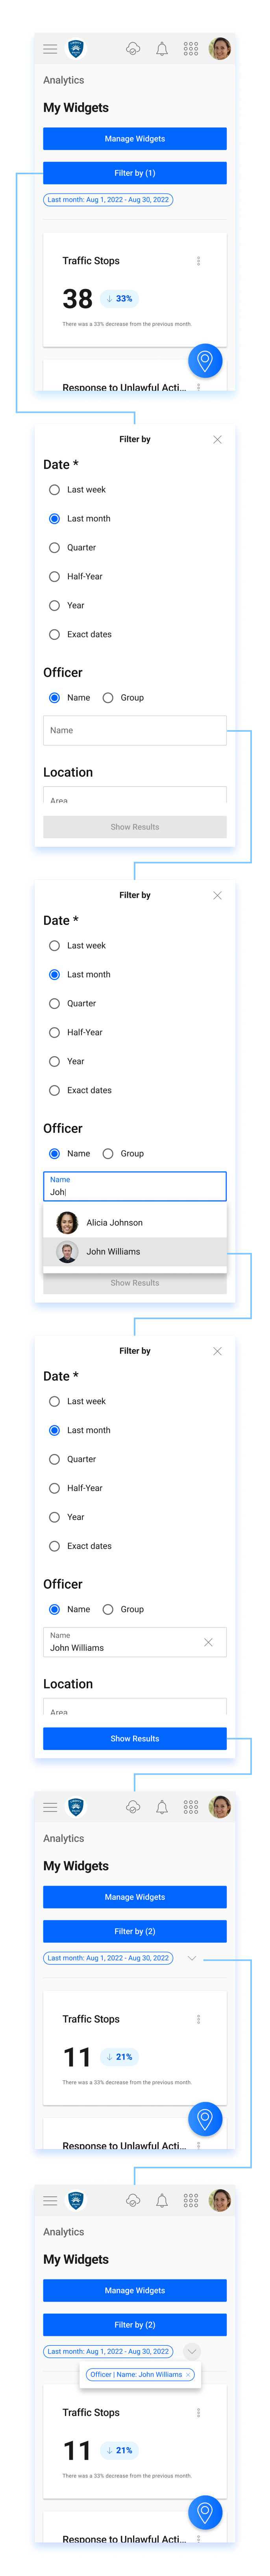 Analytics
My Widgets
Manage Widgets
Filter by (1)
Last month: Aug 1, 2022 - Aug 30, 2022
Traffic Stops
38 ↓ 33%
There was a 33% decrease from the previous month.
Response to Unlawful Acti...
Filter by
Date *
Last week
Last month
Quarter
Half-Year
Year
Exact dates
Officer
Name Group
Name
Location
Area
Show Results
Filter by
Date *
Last week
Last month
Quarter
Half-Year
Year
Exact dates
Officer
Name Group
Name
Joh
Alicia Johnson
John Williams
Show Results
Filter by
Date *
Last week
Last month
Quarter
Half-Year
Year
Exact dates
Officer
Name Group
Name
John Williams
Location
Area
Show Results
Analytics
My Widgets
Manage Widgets
Filter by (2)
Last month: Aug 1, 2022 - Aug 30, 2022
Traffic Stops
11 ↓ 21%
There was a 33% decrease from the previous month.
Response to Unlawful Acti...
Analytics
My Widgets
Manage Widgets
Filter by (2)
Last month: Aug 1, 2022 - Aug 30, 2022
Officer | Name: John Williams ×
Traffic Stops
11 ↓ 21%
There was a 33% decrease from the previous month.
Response to Unlawful Acti...